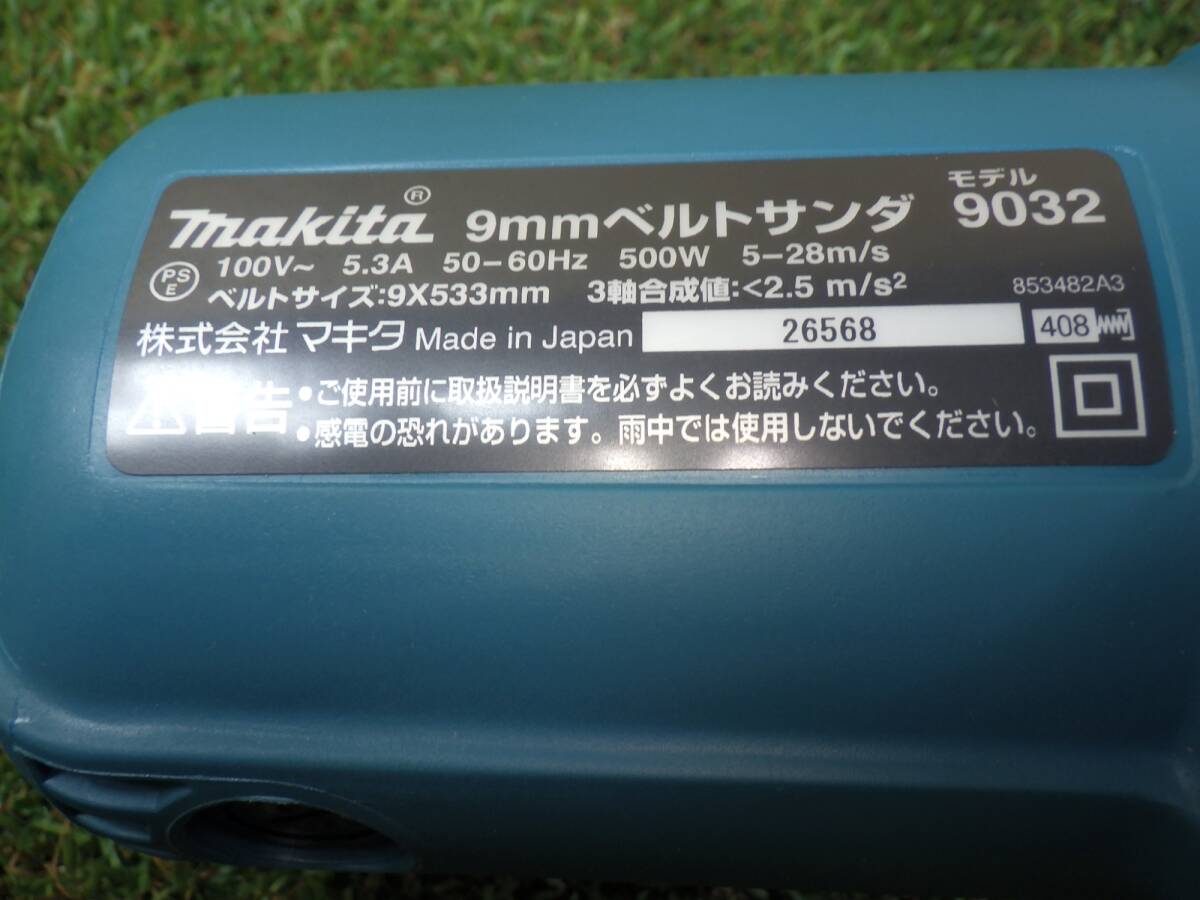 makita® 9mmベルトサンダ モデル 9032
PSE 100V~ 5.3A 50-60Hz 500W 5-28m/s
ベルトサイズ:9X533mm 3軸合成値:<2.5 m/s² 853482A3
株式会社 マキタ Made in Japan 26568 408
警告 •ご使用前に取扱説明書を必ずよくお読みください。
•感電の恐れがあります。雨中では使用しないでください。